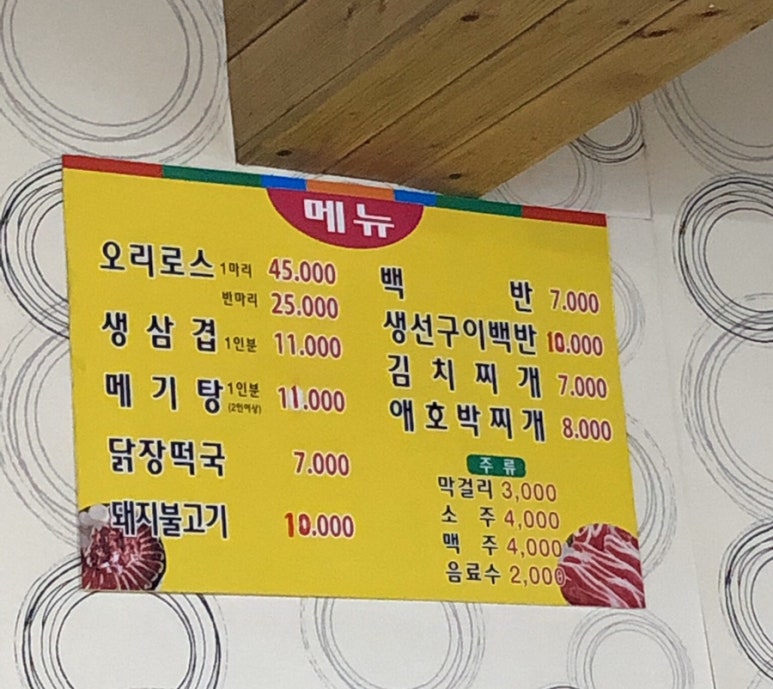 메뉴
오리로스 1마리 45.000
반마리 25.000
생삼겹 1인분 11.000
메기탕 1인분 (2인이상) 11.000
닭장떡국 7.000
돼지불고기 10.000
백반 7.000
생선구이백반 10.000
김치찌개 7.000
애호박찌개 8.000
주류
막걸리 3,000
소주 4,000
맥주 4,000
음료수 2,000